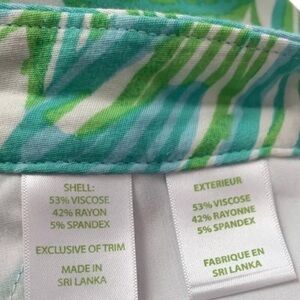 SHELL:
53% VISCOSE
42% RAYON
5% SPANDEX
EXCLUSIVE OF TRIM
MADE IN
SRI LANKA
EXTERIEUR
53% VISCOSE
42% RAYONNE
5% SPANDEX
FABRIQUE EN
SRI LANKA